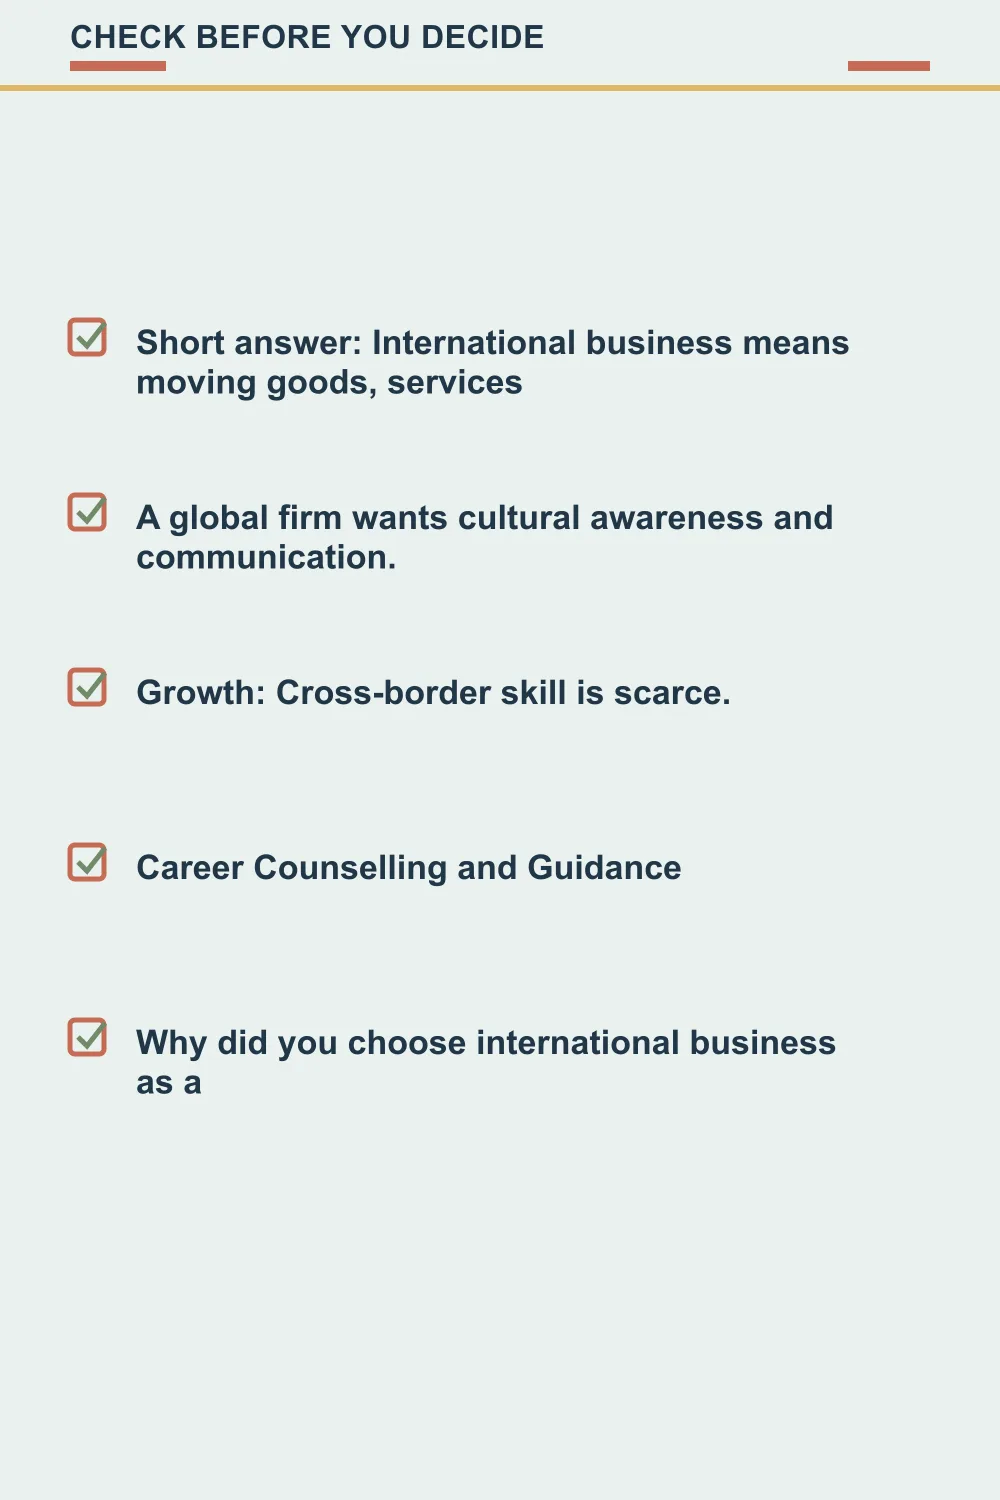 CHECK BEFORE YOU DECIDE
Short answer: International business means
moving goods, services
A global firm wants cultural awareness and
communication.
Growth: Cross-border skill is scarce.
Career Counselling and Guidance
Why did you choose international business
as a